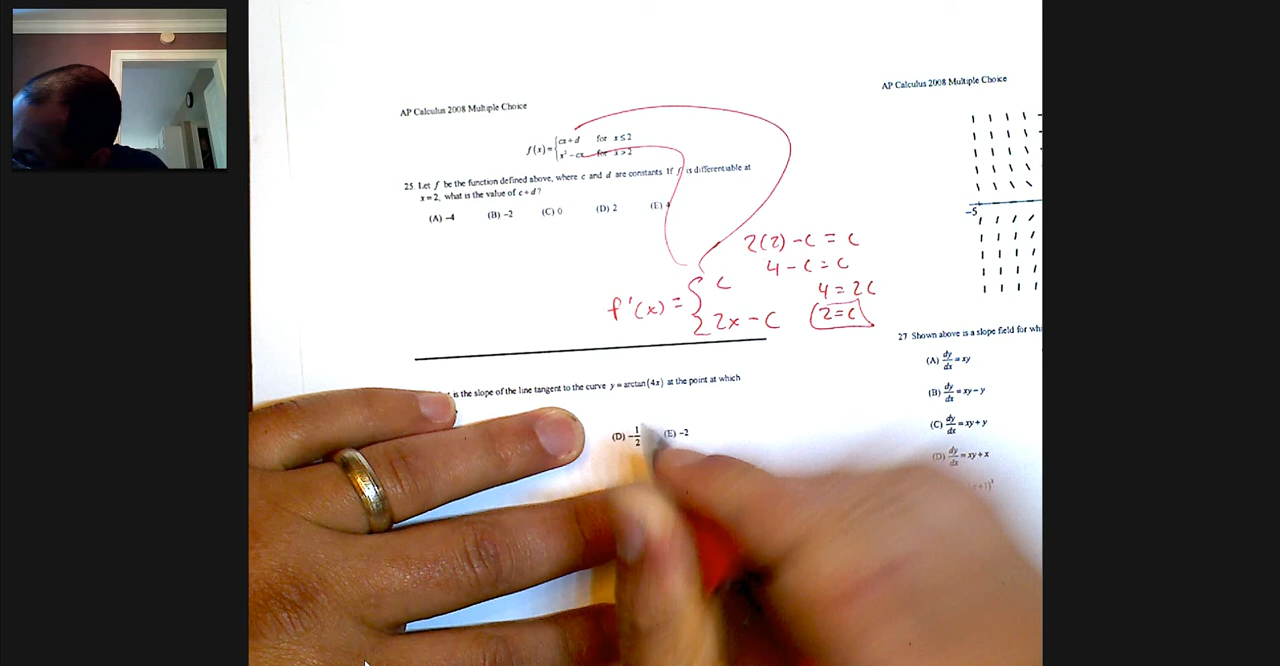 AP Calculus 2008 Multiple Choice
f(x)={cx+d for x≤2
x²-cx for x>2
25. Let f be the function defined above, where c and d are constants If f is differentiable at
x=2, what is the value of c+d?
(A) -4 (B) -2 (C) 0 (D) 2 (E) 4
2(2)-c=c
4-c=c
4=2c
2=c
f'(x)={c
2x-c
is the slope of the line tangent to the curve y=arctan(4x) at the point at which
(D) -1/2 (E) -2
AP Calculus 2008 Multiple Choice
-5
27 Shown above is a slope field for
(A) dy/dx=xy
(B) dy/dx=xy-y
(C) dy/dx=xy+y
(D) dy/dx=xy+x